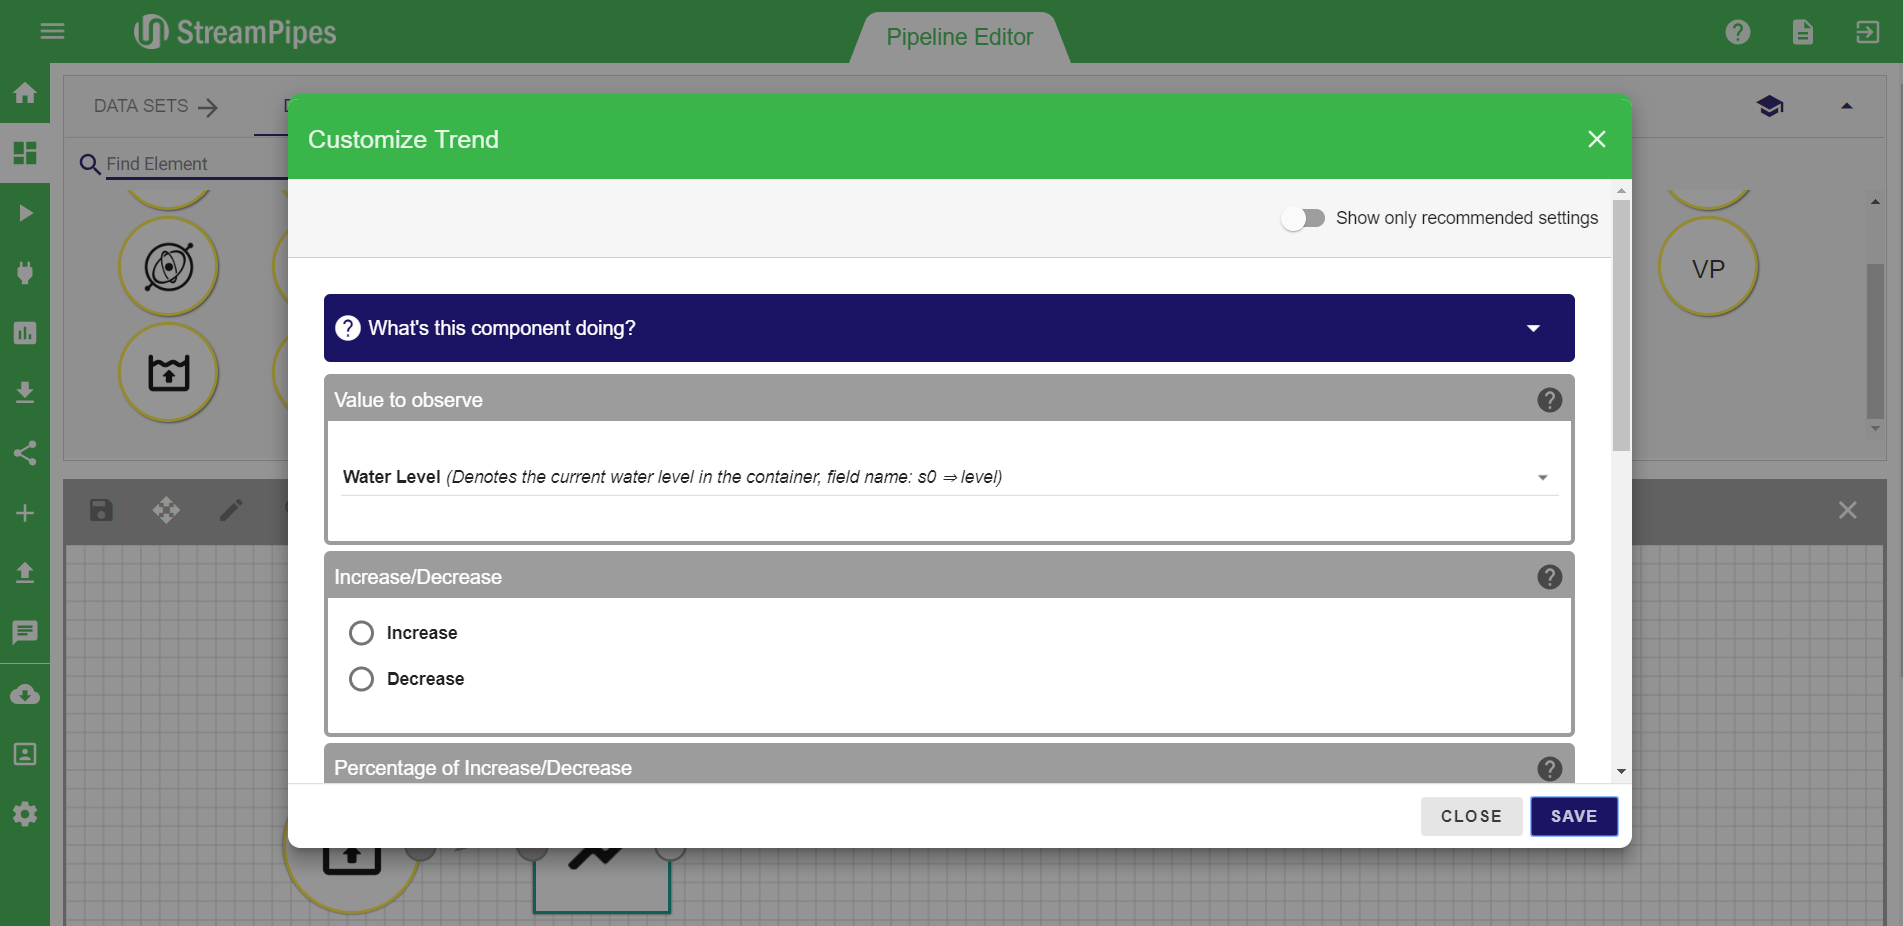 StreamPipes
Pipeline Editor
DATA SETS
Find Element
Customize Trend
Show only recommended settings
VP
What's this component doing?
Value to observe
Water Level (Denotes the current water level in the container, field name: s0 ⇒ level)
Increase/Decrease
Increase
Decrease
Percentage of Increase/Decrease
CLOSE
SAVE